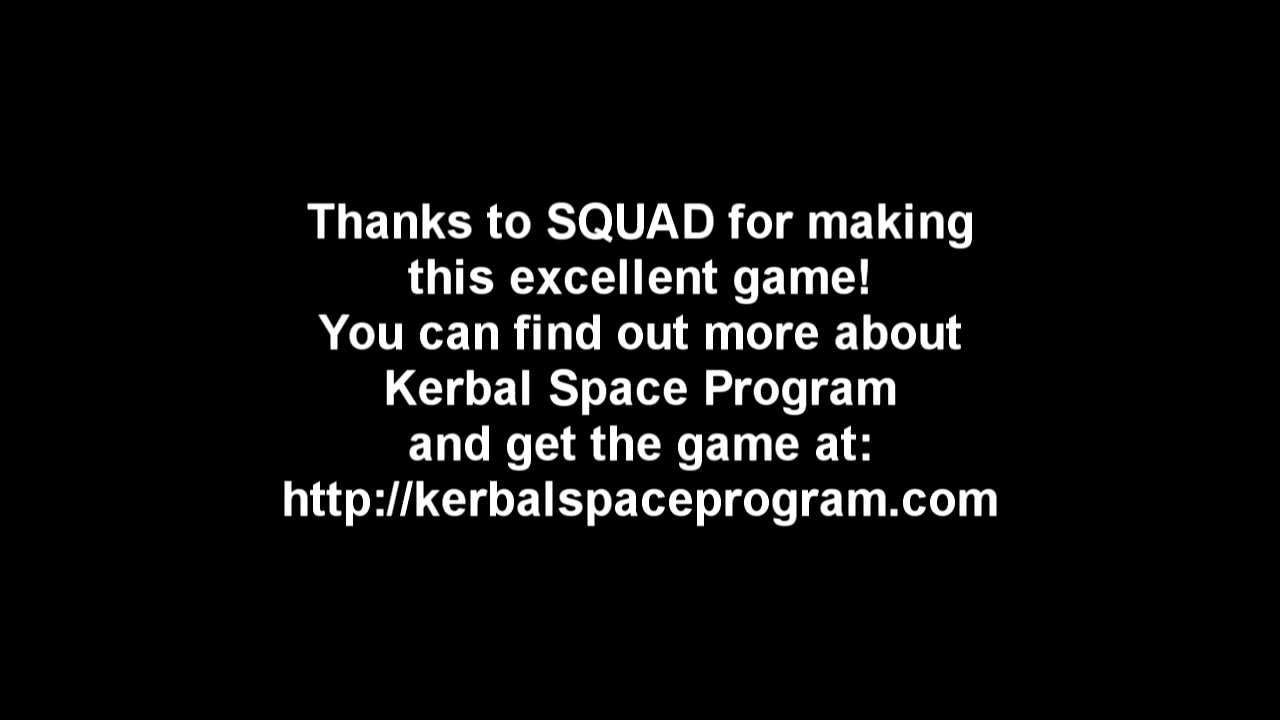 Thanks to SQUAD for making
this excellent game!
You can find out more about
Kerbal Space Program
and get the game at:
http://kerbalspaceprogram.com